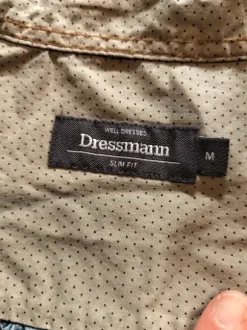 WELL DRESSED
Dressmann
SLIM FIT
M